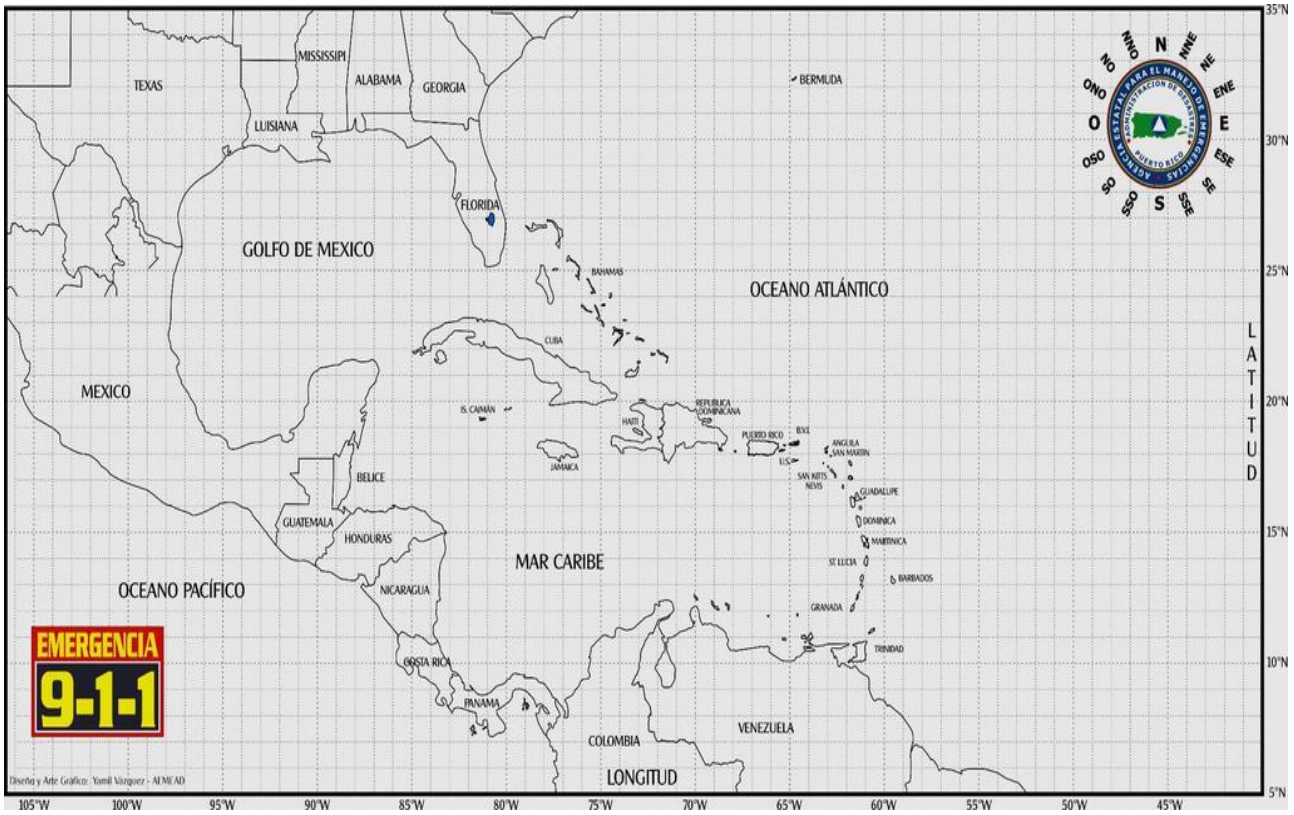 35°N
MISSISSIPI
TEXAS
ALABAMA
GEORGIA
BERMUDA
LUISIANA
N
NNE
NE
ENE
E
ESE
SE
SSE
S
SSO
SO
OSO
O
ONO
NO
NNO
AGENCIA ESTATAL PARA EL MANEJO DE EMERGENCIAS
ADMINISTRACIÓN DE DESASTRES
PUERTO RICO
30°N
FLORIDA
GOLFO DE MEXICO
BAHAMAS
25°N
OCEANO ATLÁNTICO
CUBA
LATITUD
MEXICO
IS. CAIMÁN
HAITI
REPUBLICA
DOMINICANA
20°N
PUERTO RICO
B.V.I.
U.S.
ANGUILA
SAN MARTIN
JAMAICA
BELICE
SAN KITTS
NEVIS
GUADALUPE
GUATEMALA
DOMINICA
HONDURAS
MARTINICA
15°N
MAR CARIBE
ST. LUCIA
BARBADOS
OCEANO PACÍFICO
NICARAGUA
GRANADA
EMERGENCIA
9-1-1
COSTA RICA
TRINIDAD
10°N
PANAMA
COLOMBIA
VENEZUELA
LONGITUD
Diseño y Arte Gráfico: Yamil Vázquez - AEMEAD
5°N
105°W
100°W
95°W
90°W
85°W
80°W
75°W
70°W
65°W
60°W
55°W
50°W
45°W